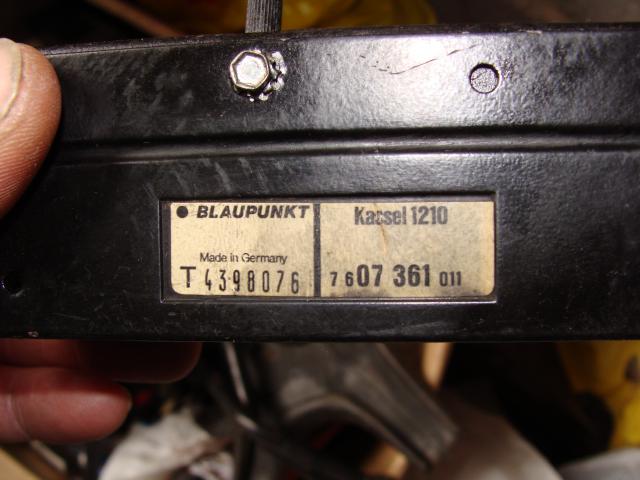 BLAUPUNKT
Made in Germany
T 4398076
Kassel 1210
7 607 361 011